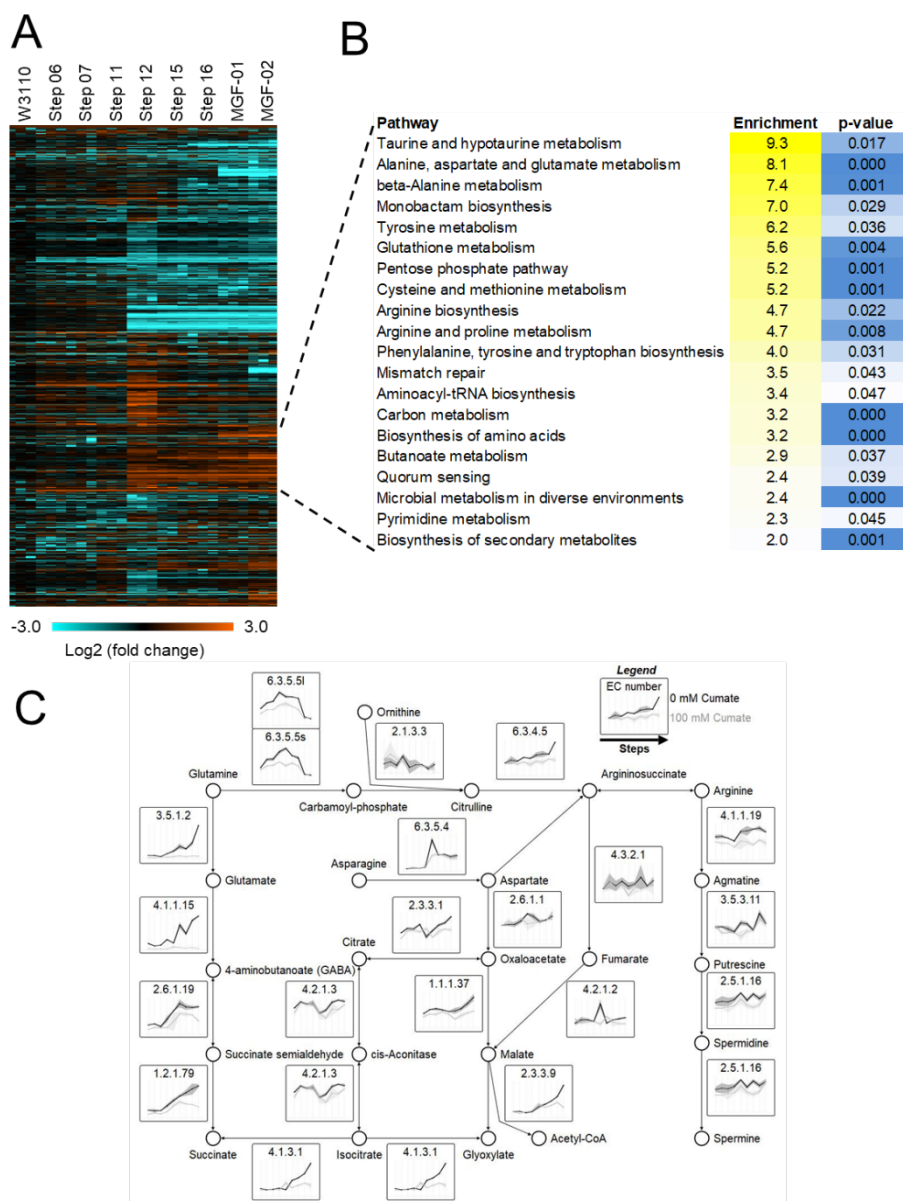 A
B
W3110
Step 06
Step 07
Step 11
Step 12
Step 15
Step 16
MGF-01
MGF-02
Pathway Enrichment p-value
Taurine and hypotaurine metabolism 9.3 0.017
Alanine, aspartate and glutamate metabolism 8.1 0.000
beta-Alanine metabolism 7.4 0.001
Monobactam biosynthesis 7.0 0.029
Tyrosine metabolism 6.2 0.036
Glutathione metabolism 5.6 0.004
Pentose phosphate pathway 5.2 0.001
Cysteine and methionine metabolism 5.2 0.001
Arginine biosynthesis 4.7 0.022
Arginine and proline metabolism 4.7 0.008
Phenylalanine, tyrosine and tryptophan biosynthesis 4.0 0.031
Mismatch repair 3.5 0.043
Aminoacyl-tRNA biosynthesis 3.4 0.047
Carbon metabolism 3.2 0.000
Biosynthesis of amino acids 3.2 0.000
Butanoate metabolism 2.9 0.037
Quorum sensing 2.4 0.039
Microbial metabolism in diverse environments 2.4 0.000
Pyrimidine metabolism 2.3 0.045
Biosynthesis of secondary metabolites 2.0 0.001
-3.0 3.0
Log2 (fold change)
C
Legend
EC number
0 mM Cumate
100 mM Cumate
Steps
6.3.5.5l
Ornithine
6.3.5.5s
2.1.3.3
6.3.4.5
Glutamine
Carbamoyl-phosphate
Citrulline
Argininosuccinate
Arginine
3.5.1.2
6.3.5.4
4.1.1.19
Asparagine
4.3.2.1
Glutamate
Aspartate
Agmatine
4.1.1.15
2.3.3.1
2.6.1.1
3.5.3.11
Citrate
4-aminobutanoate (GABA)
Oxaloacetate
Fumarate
Putrescine
2.6.1.19
4.2.1.3
1.1.1.37
4.2.1.2
2.5.1.16
Succinate semialdehyde
cis-Aconitase
Malate
Spermidine
1.2.1.79
4.2.1.3
2.3.3.9
2.5.1.16
Succinate
Isocitrate
Glyoxylate
Acetyl-CoA
Spermine
4.1.3.1
4.1.3.1